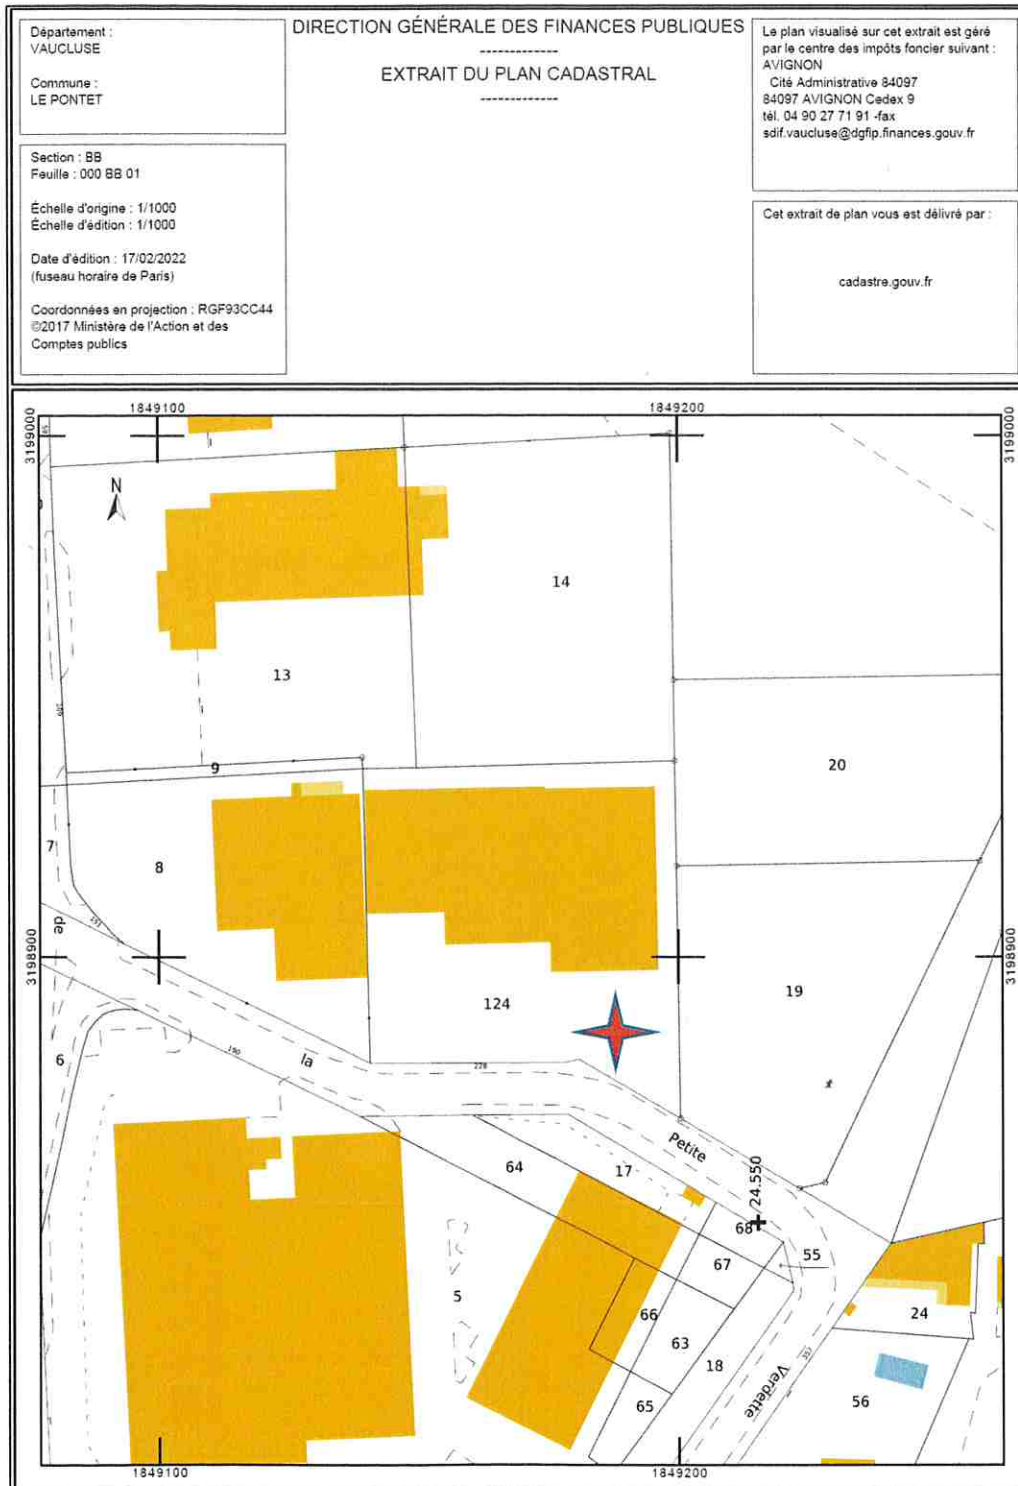 Département :
VAUCLUSE
Commune :
LE PONTET
Section : BB
Feuille : 000 BB 01
Échelle d'origine : 1/1000
Échelle d'édition : 1/1000
Date d'édition : 17/02/2022
(fuseau horaire de Paris)
Coordonnées en projection : RGF93CC44
©2017 Ministère de l'Action et des
Comptes publics
DIRECTION GÉNÉRALE DES FINANCES PUBLIQUES
-------------
EXTRAIT DU PLAN CADASTRAL
-------------
Le plan visualisé sur cet extrait est géré
par le centre des impôts foncier suivant :
AVIGNON
Cité Administrative 84097
84097 AVIGNON Cedex 9
tél. 04 90 27 71 91 -fax
sdif.vaucluse@dgfip.finances.gouv.fr
Cet extrait de plan vous est délivré par :
cadastre.gouv.fr
1849100
1849200
3199000
3199000
N
14
13
9
20
7
8
de
151
3198900
3198900
19
124
6
190
la
228
Petite
64
17
24.550
68
55
67
5
66
24
63
18
357
Verdette
56
65
1849100
1849200